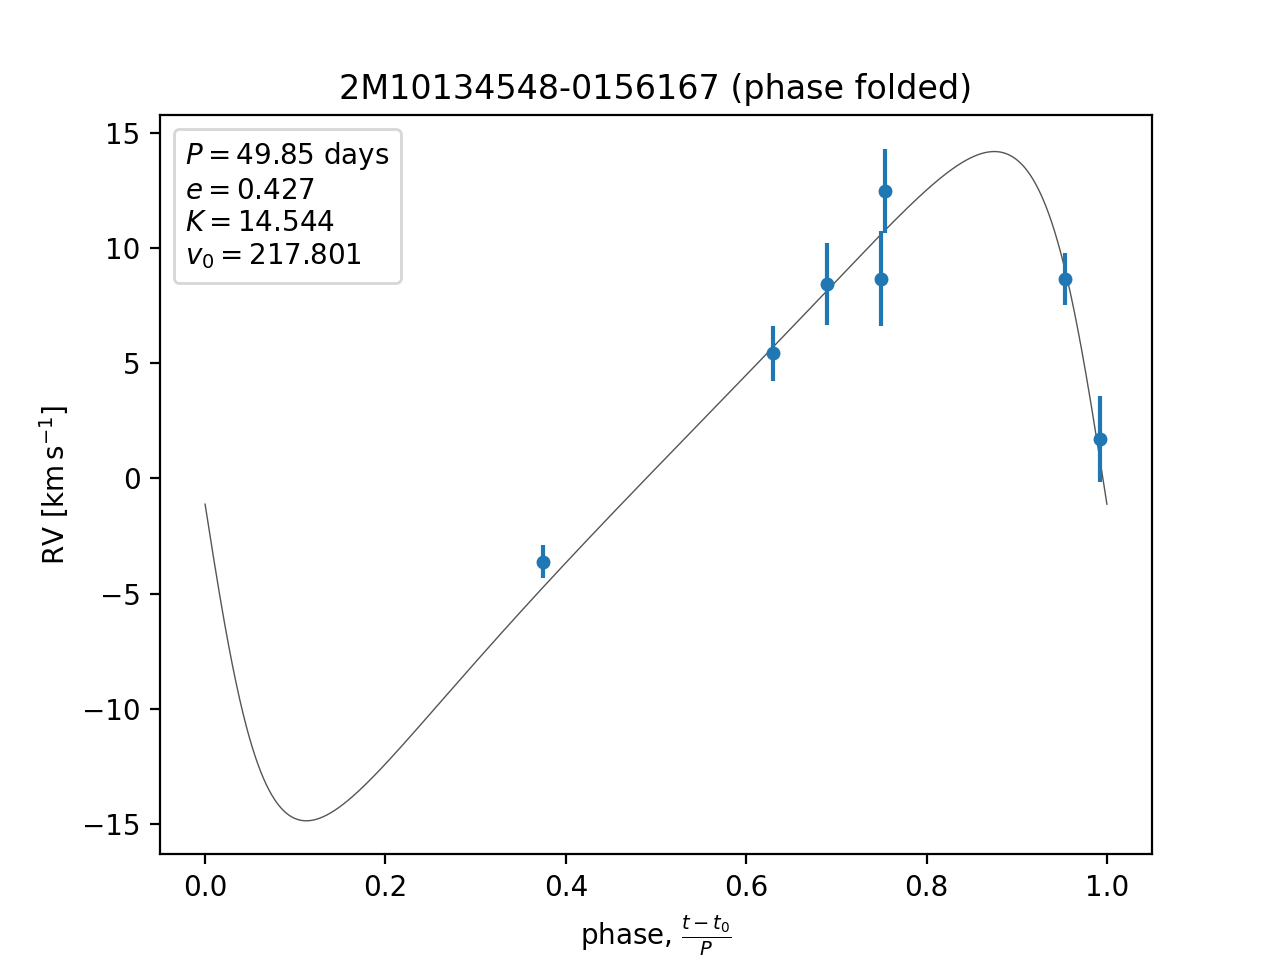 2M10134548-0156167 (phase folded)
P = 49.85 days
e = 0.427
K = 14.544
v₀ = 217.801
15
10
5
0
−5
−10
−15
RV [km s⁻¹]
0.0 0.2 0.4 0.6 0.8 1.0
phase, (t − t₀)/P